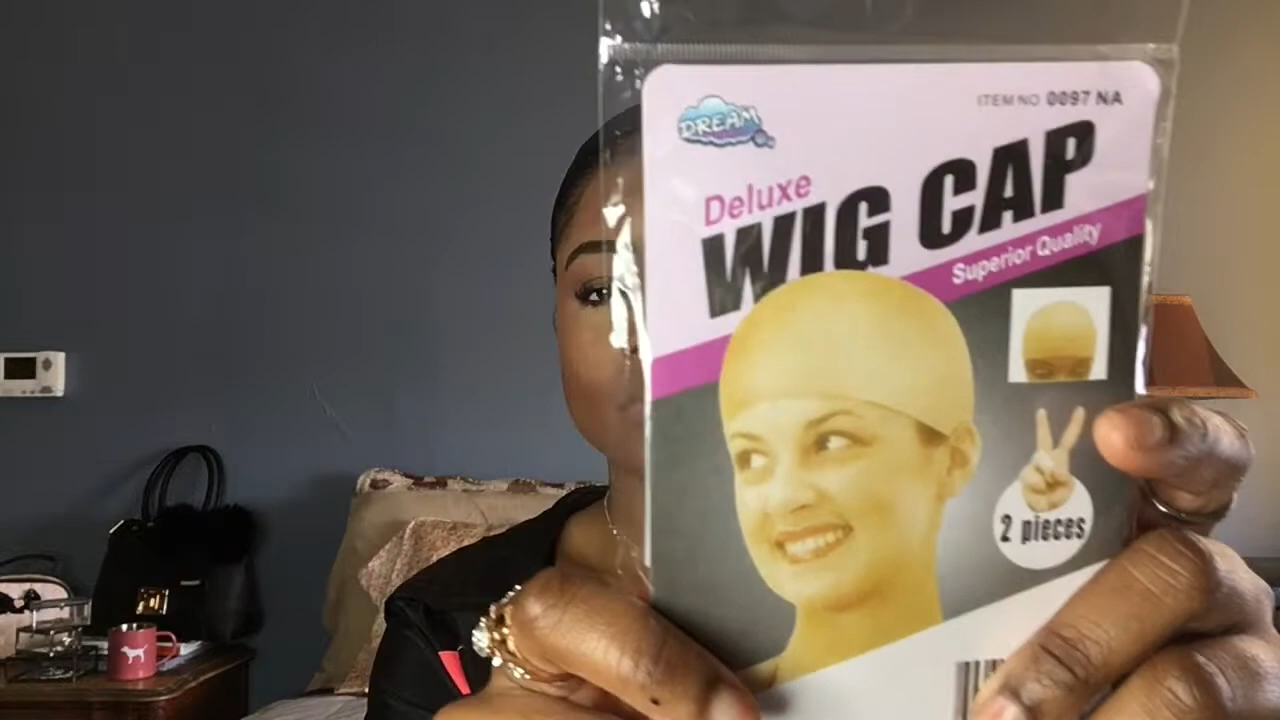 DREAM
ITEM NO 0097 NA
Deluxe
WIG CAP
Superior Quality
2 pieces